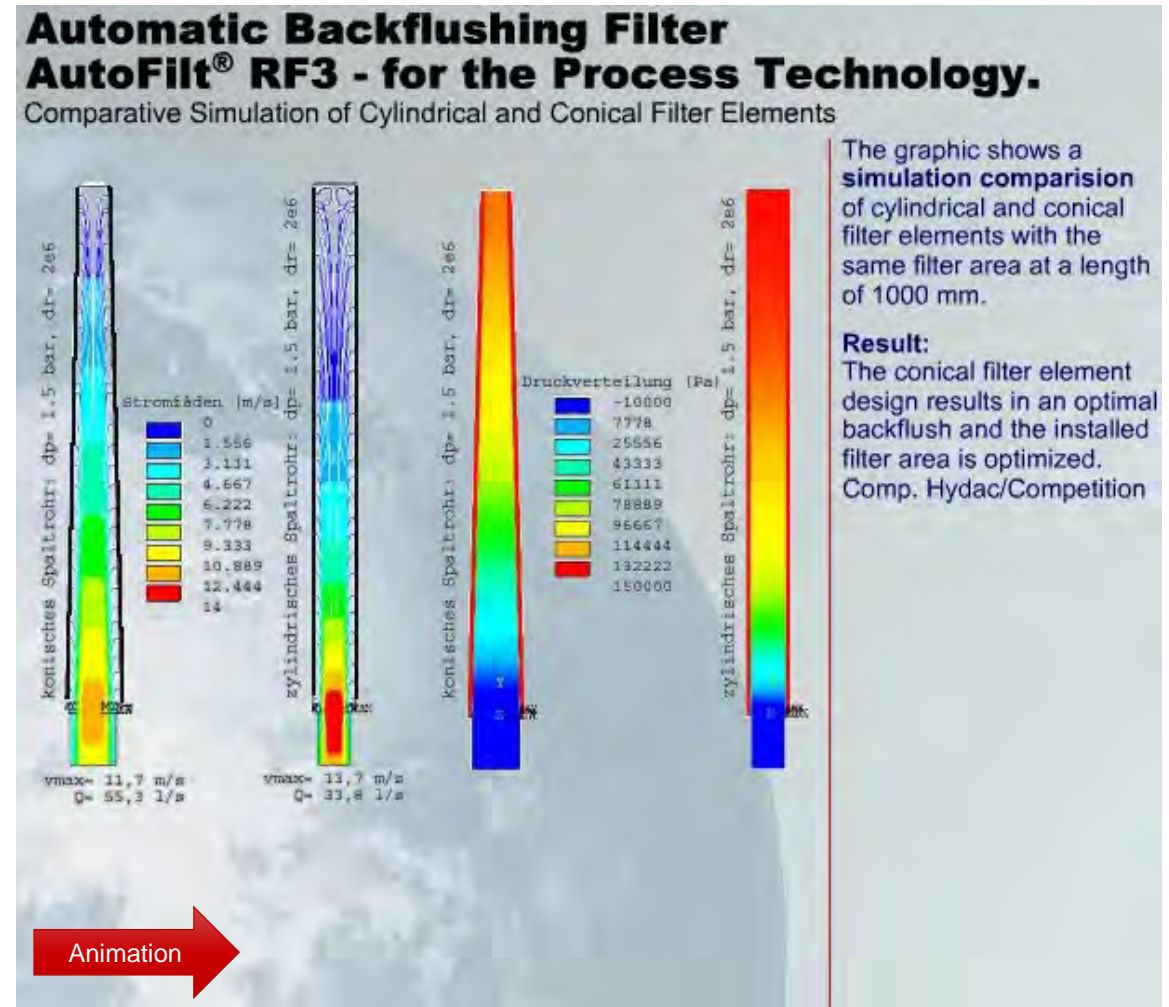 Automatic Backflushing Filter
AutoFilt® RF3 - for the Process Technology.
Comparative Simulation of Cylindrical and Conical Filter Elements
konisches Spaltrohr: dp= 1.5 bar, dr= 2e6
Stromfäden [m/s]
0
1.556
3.111
4.667
6.222
7.778
9.333
10.889
12.444
14
vmax= 11,7 m/s
Q= 55,3 l/s
zylindrisches Spaltrohr: dp= 1.5 bar, dr= 2e6
vmax= 13,7 m/s
Q= 33,8 l/s
konisches Spaltrohr: dp= 1.5 bar, dr= 2e6
Y
Druckverteilung [Pa]
-10000
7778
25556
43333
61111
78889
96667
114444
132222
150000
zylindrisches Spaltrohr: dp= 1.5 bar, dr= 2e6
The graphic shows a
simulation comparision
of cylindrical and conical
filter elements with the
same filter area at a length
of 1000 mm.
Result:
The conical filter element
design results in an optimal
backflush and the installed
filter area is optimized.
Comp. Hydac/Competition
Animation